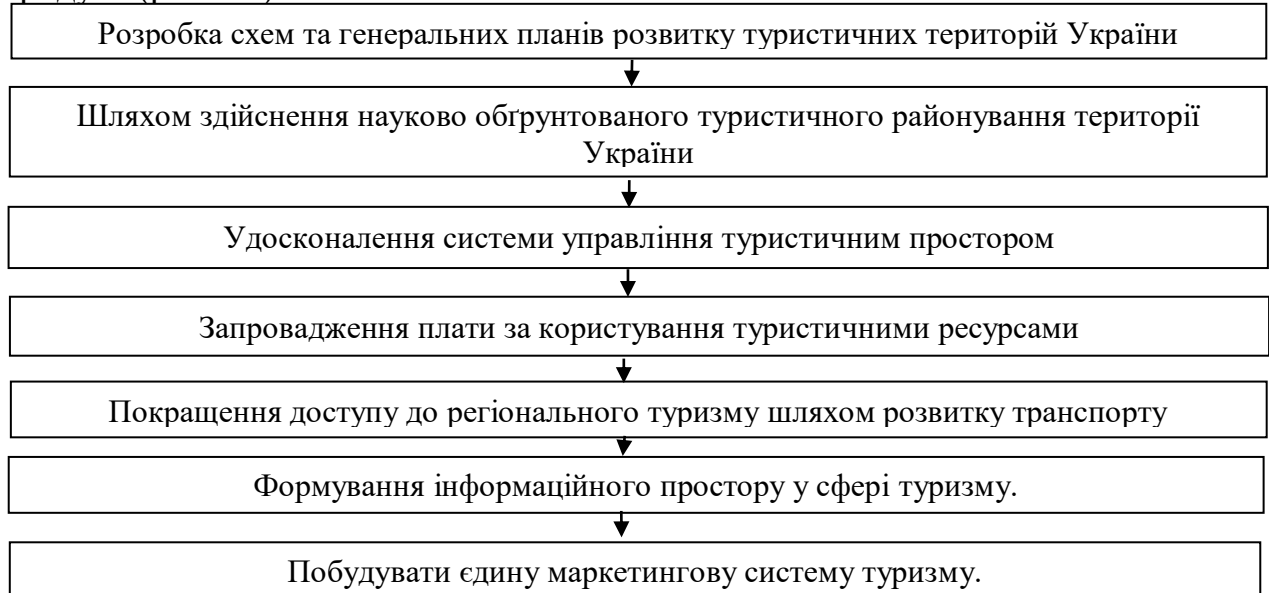 Розробка схем та генеральних планів розвитку туристичних територій України
Шляхом здійснення науково обґрунтованого туристичного районування території
України
Удосконалення системи управління туристичним простором
Запровадження плати за користування туристичними ресурсами
Покращення доступу до регіонального туризму шляхом розвитку транспорту
Формування інформаційного простору у сфері туризму.
Побудувати єдину маркетингову систему туризму.